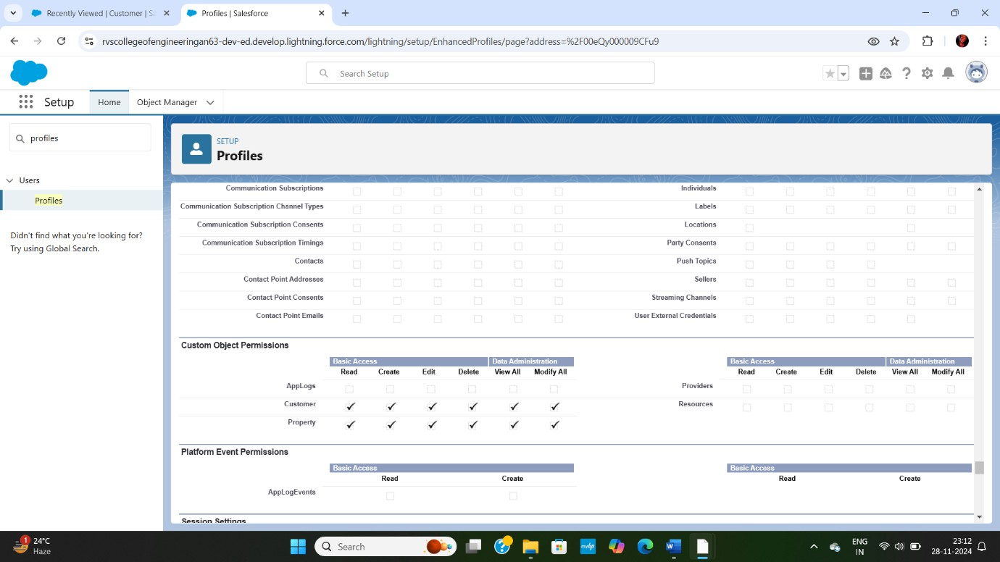 Recently Viewed | Customer | Sa
Profiles | Salesforce
rvscollegeofengineeringan63-dev-ed.develop.lightning.force.com/lightning/setup/EnhancedProfiles/page?address=%2F00eQy000009CFu9
Search Setup
Setup
Home
Object Manager
profiles
Users
Profiles
Didn't find what you're looking for?
Try using Global Search.
SETUP
Profiles
Communication Subscriptions
Individuals
Communication Subscription Channel Types
Labels
Communication Subscription Consents
Locations
Communication Subscription Timings
Party Consents
Contacts
Push Topics
Contact Point Addresses
Sellers
Contact Point Consents
Streaming Channels
Contact Point Emails
User External Credentials
Custom Object Permissions
Basic Access Data Administration Basic Access Data Administration
Read Create Edit Delete View All Modify All Read Create Edit Delete View All Modify All
AppLogs
Providers
Customer
Resources
Property
Platform Event Permissions
Basic Access Basic Access
Read Create Read Create
AppLogEvents
Session Settings
1
24°C
Haze
Search
myhp
W
ENG
IN
23:12
28-11-2024